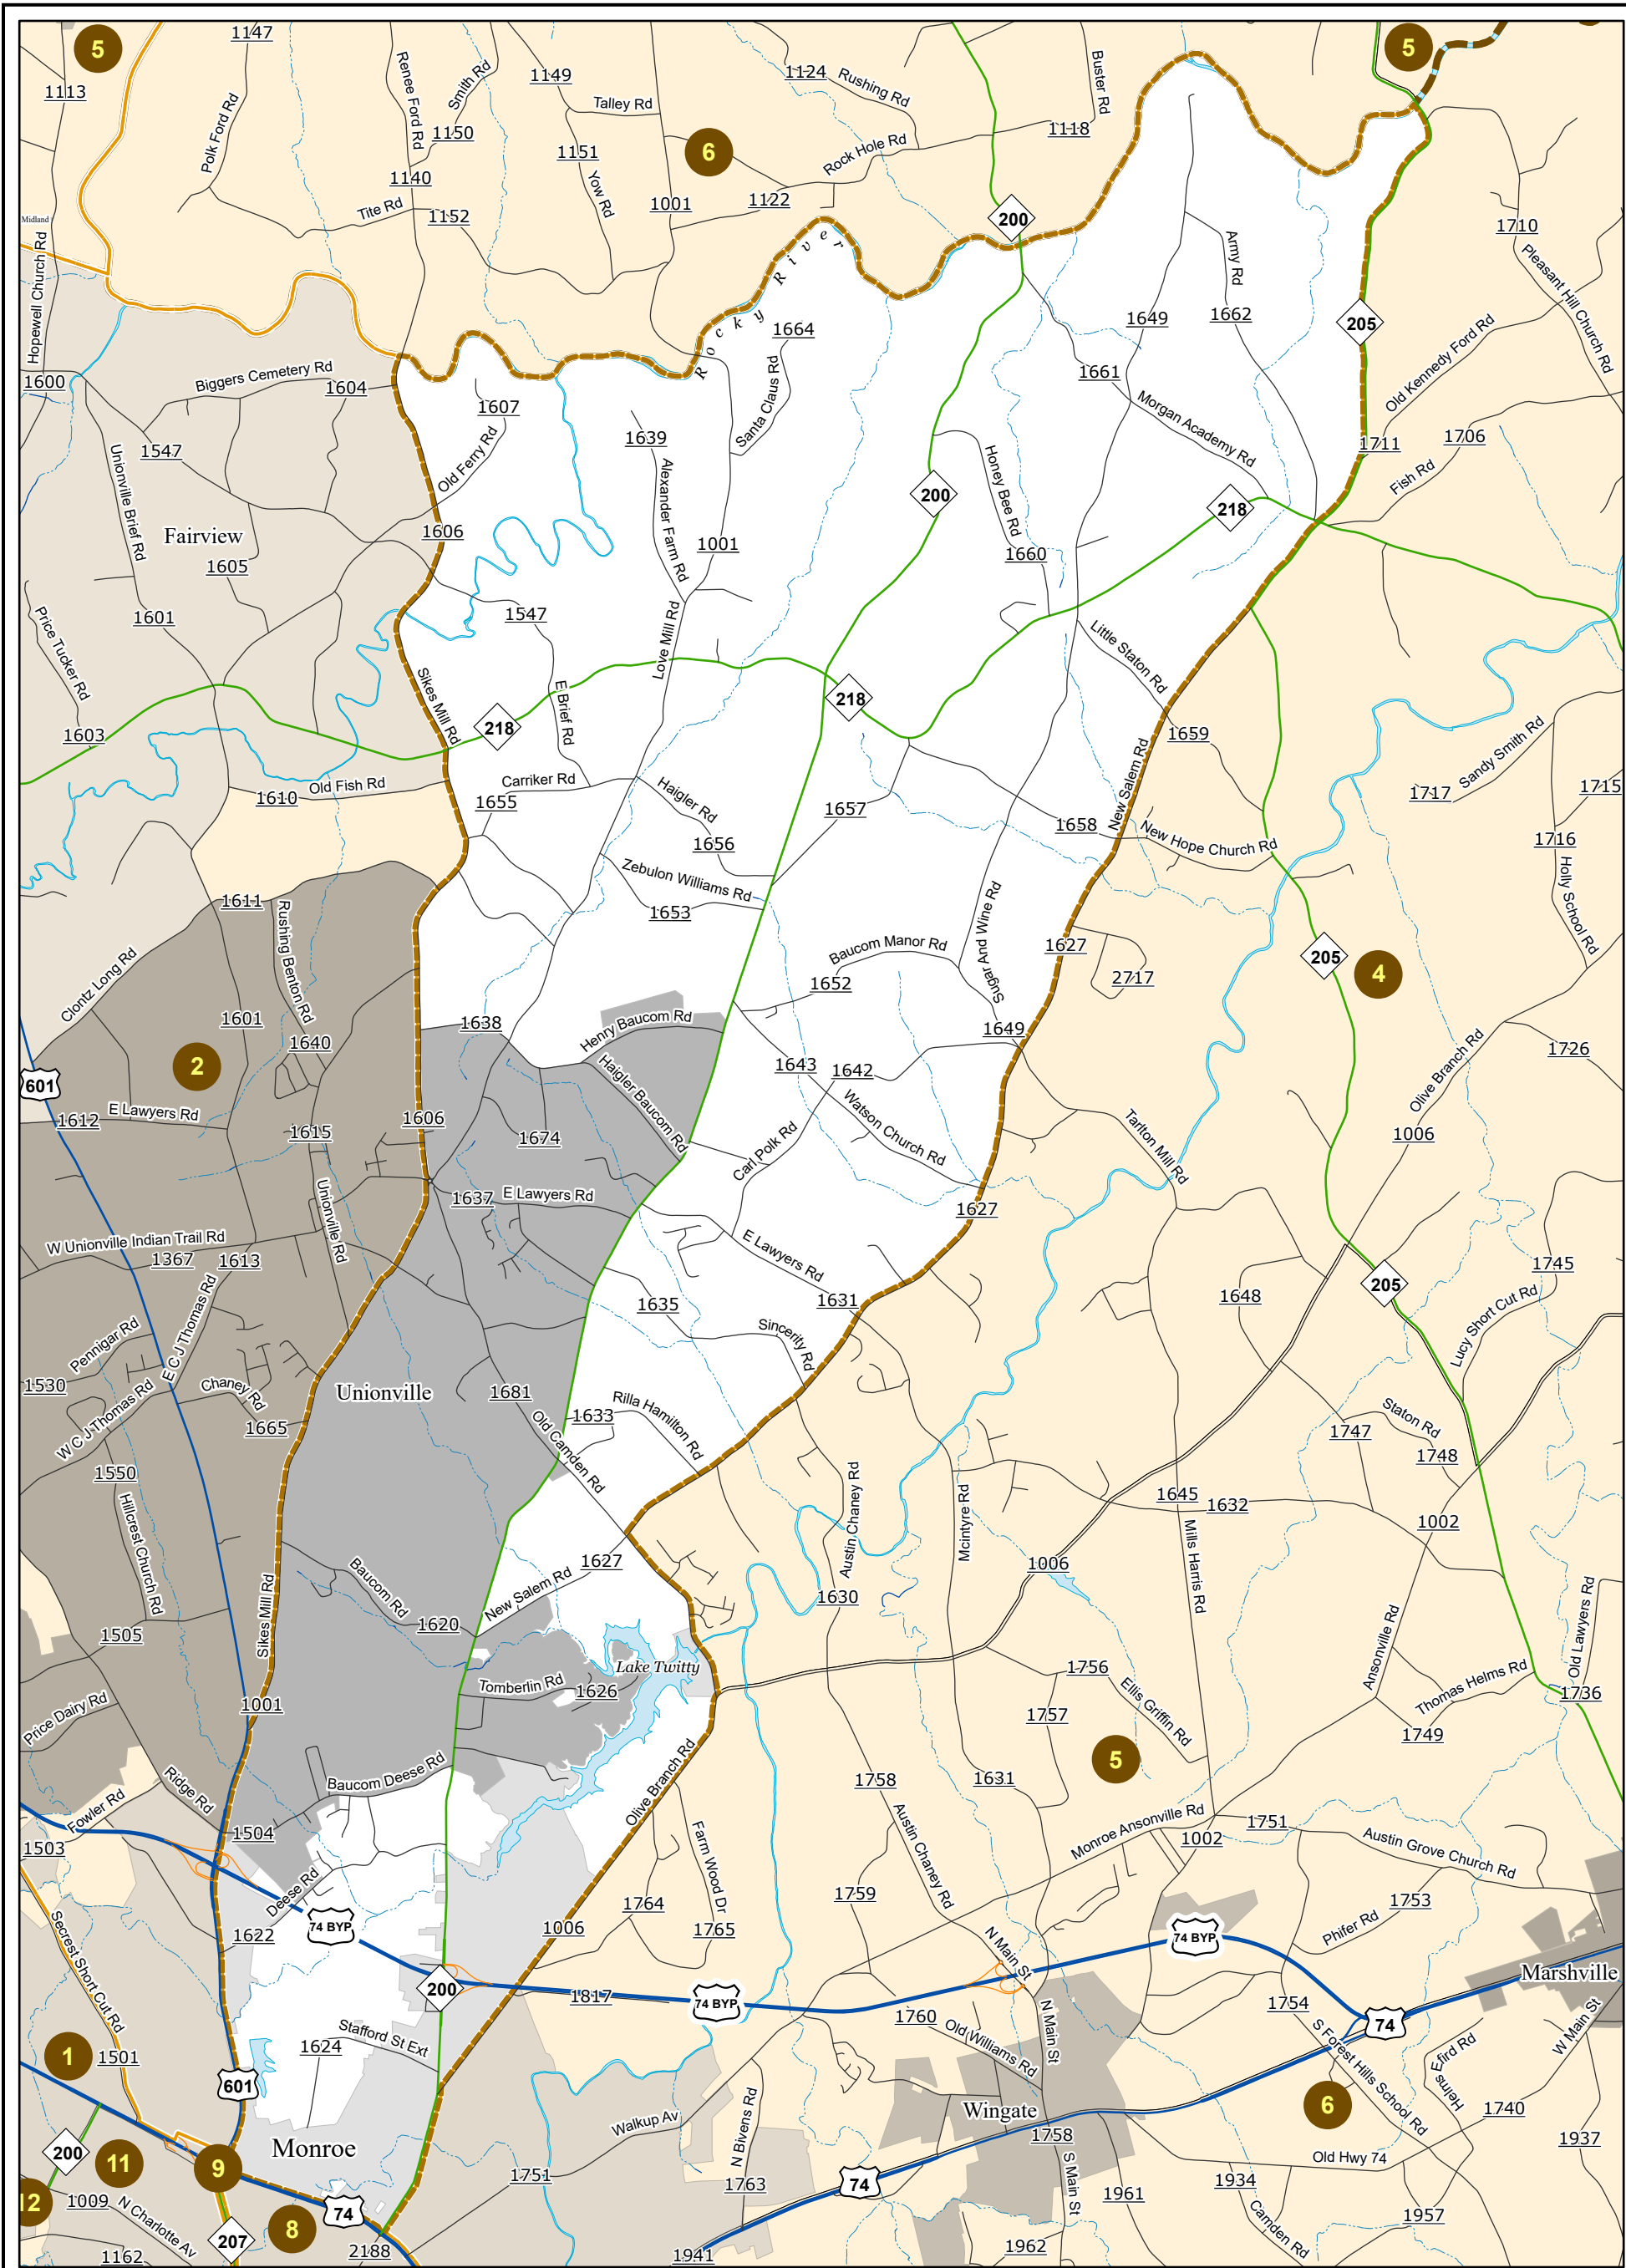 5
1147
1113
Polk Ford Rd
Renee Ford Rd
Smith Rd
1150
1149
Talley Rd
1151
Yow Rd
1124
Rushing Rd
Buster Rd
1118
6
Rock Hole Rd
5
1140
Tite Rd
1152
1001
1122
200
Midland
Hopewell Church Rd
1710
Pleasant Hill Church Rd
Army Rd
Rocky River
1664
1649
1662
205
1661
Old Kennedy Ford Rd
1600
Biggers Cemetery Rd
1604
1607
Santa Claus Rd
Morgan Academy Rd
1547
Unionville Brief Rd
Old Ferry Rd
1639
Alexander Farm Rd
Honey Bee Rd
1711
1706
Fish Rd
200
218
Fairview
1606
1001
1660
1605
1601
Price Tucker Rd
1547
Love Mill Rd
Little Staton Rd
Sikes Mill Rd
E Brief Rd
218
218
1603
1659
Sandy Smith Rd
Old Fish Rd
1610
Carriker Rd
1655
Haigler Rd
1657
New Salem Rd
1717
1715
1656
1658
New Hope Church Rd
1716
Holly School Rd
1611
Zebulon Williams Rd
1653
Rushing Benton Rd
Clontz Long Rd
Sugar And Wine Rd
Baucom Manor Rd
1627
205
4
1652
2717
1601
1638
Henry Baucom Rd
1649
1640
2
Haigler Baucom Rd
1643
1642
1726
Olive Branch Rd
601
E Lawyers Rd
1612
1615
1606
1674
Watson Church Rd
Carl Polk Rd
Tarlton Mill Rd
1006
Unionville Rd
1637
E Lawyers Rd
1627
W Unionville Indian Trail Rd
1367
1613
E Lawyers Rd
1631
1745
205
1635
1648
Lucy Short Cut Rd
E C J Thomas Rd
Pennigar Rd
Sincerity Rd
1530
W C J Thomas Rd
Chaney Rd
Unionville
1681
1665
1633
Rilla Hamilton Rd
Old Camden Rd
Staton Rd
1747
1748
1550
Hillcrest Church Rd
Austin Chaney Rd
Mcintyre Rd
1645
1632
Mills Harris Rd
1002
Baucom Rd
1627
New Salem Rd
1006
1630
Sikes Mill Rd
1620
1505
Ansonville Rd
Old Lawyers Rd
Lake Twitty
1756
Ellis Griffin Rd
Tomberlin Rd
1626
Thomas Helms Rd
1736
Price Dairy Rd
1001
1757
1749
5
Olive Branch Rd
Baucom Deese Rd
Ridge Rd
1758
1631
Fowler Rd
Austin Chaney Rd
Monroe Ansonville Rd
1751
1504
1503
1002
Austin Grove Church Rd
Farm Wood Dr
Deese Rd
1764
1759
1753
Secrest Short Cut Rd
74 BYP
1622
1006
1765
N Main St
74 BYP
Phifer Rd
Marshville
200
1817
74 BYP
1754
74
1760
Old Williams Rd
N Main St
S Forest Hills School Rd
Efird Rd
Helms
W Main St
Stafford St Ext
1624
1
1501
601
N Bivens Rd
Walkup Av
Wingate
6
1740
1758
1937
Monroe
200
11
9
1751
1763
74
S Main St
Old Hwy 74
1934
12
1009
N Charlotte Av
74
1961
Camden Rd
1957
8
207
1162
2188
1941
1962